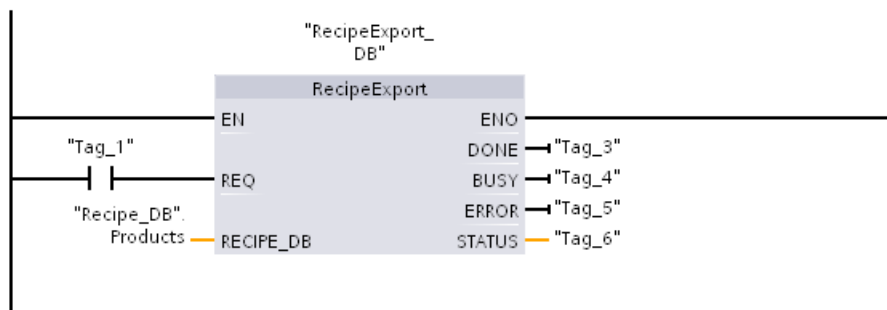 "RecipeExport_
DB"
RecipeExport
EN
ENO
"Tag_1"
DONE
"Tag_3"
REQ
BUSY
"Tag_4"
ERROR
"Tag_5"
"Recipe_DB".
Products
RECIPE_DB
STATUS
"Tag_6"